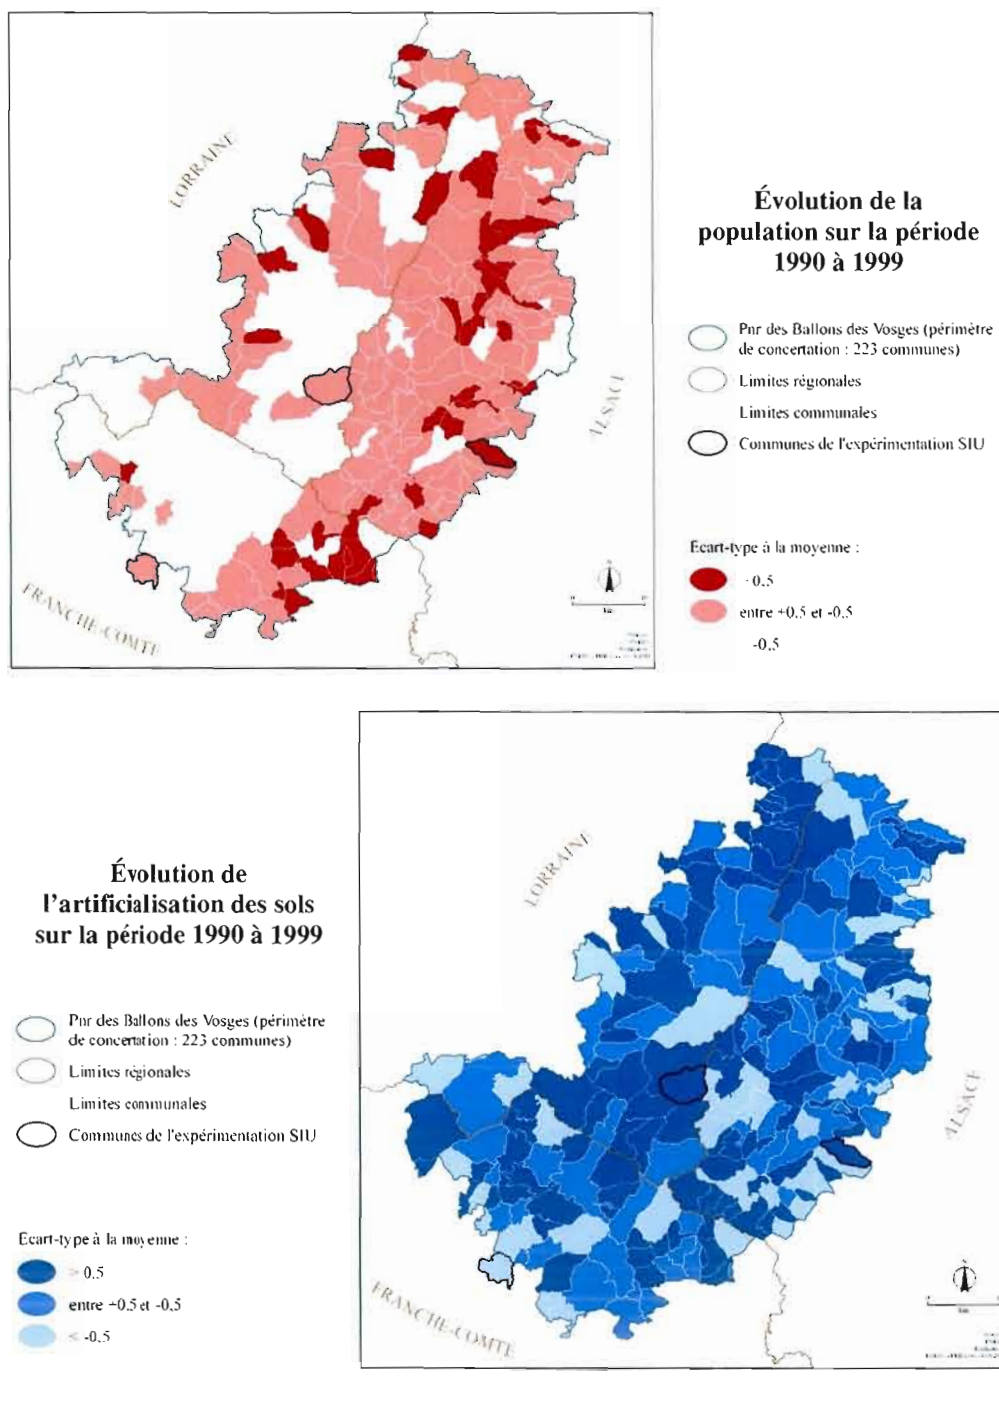 LORRAINE
ALSACE
FRANCHE-COMTE
Évolution de la
population sur la période
1990 à 1999
Pnr des Ballons des Vosges (périmètre
de concertation : 223 communes)
Limites régionales
Limites communales
Communes de l'expérimentation SIU
Ecart-type à la moyenne :
0.5
entre +0.5 et -0.5
-0.5
km
Évolution de
l'artificialisation des sols
sur la période 1990 à 1999
Pnr des Ballons des Vosges (périmètre
de concertation : 223 communes)
Limites régionales
Limites communales
Communes de l'expérimentation SIU
Ecart-type à la moyenne :
> 0.5
entre +0.5 et -0.5
< -0.5
LORRAINE
ALSACE
FRANCHE-COMTE
km